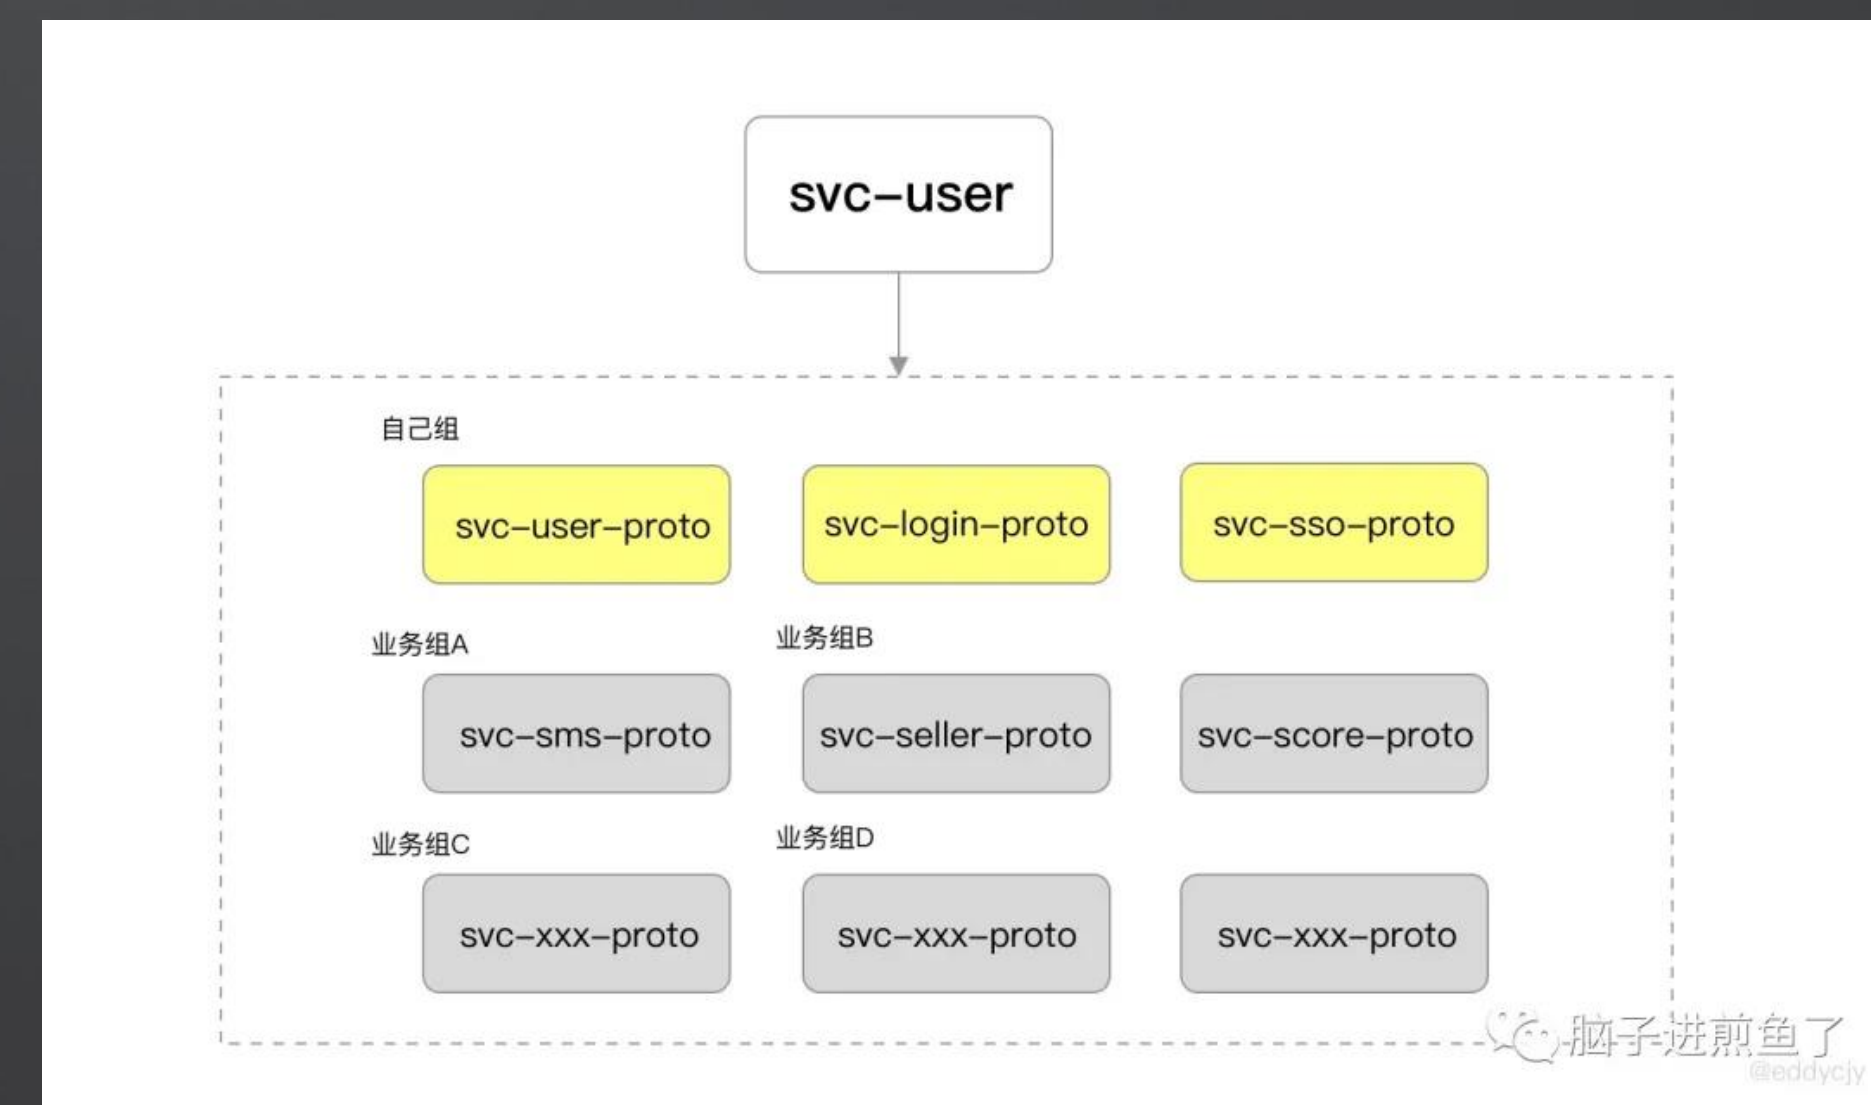 svc-user
自己组
svc-user-proto
svc-login-proto
svc-sso-proto
业务组A
业务组B
svc-sms-proto
svc-seller-proto
svc-score-proto
业务组C
业务组D
svc-xxx-proto
svc-xxx-proto
svc-xxx-proto
脑子进煎鱼了
@eddycjy